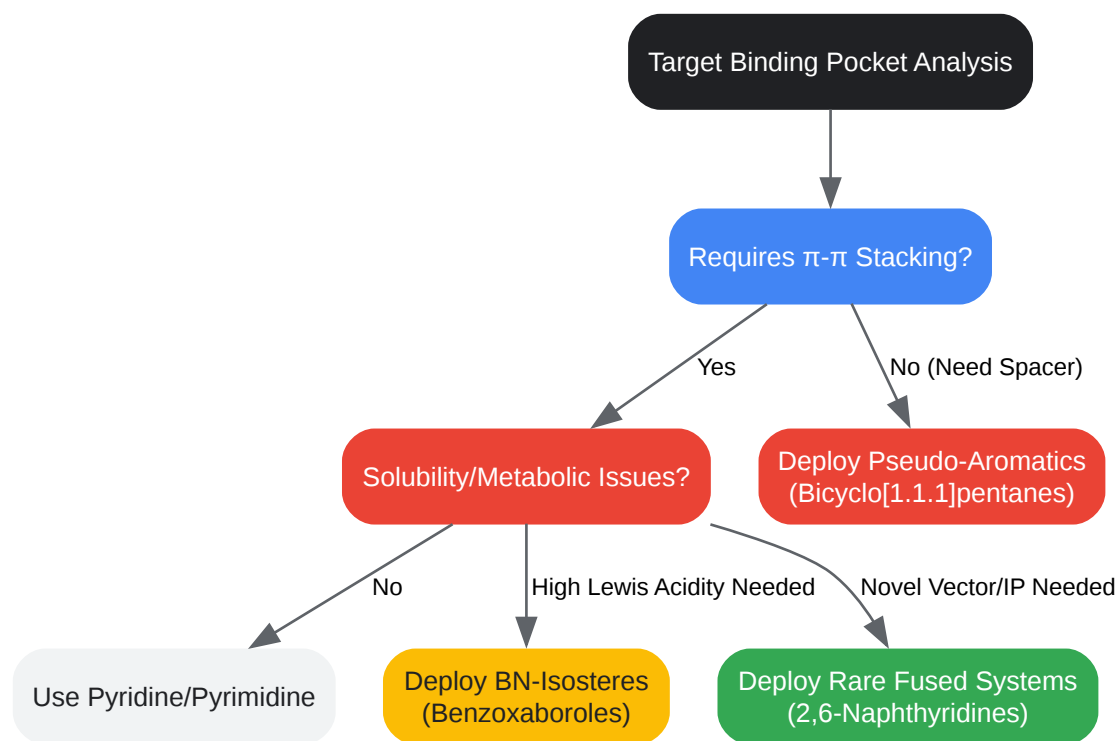 Target Binding Pocket Analysis
Requires π-π Stacking?
Yes
No (Need Spacer)
Solubility/Metabolic Issues?
Deploy Pseudo-Aromatics
(Bicyclo[1.1.1]pentanes)
No
High Lewis Acidity Needed
Novel Vector/IP Needed
Use Pyridine/Pyrimidine
Deploy BN-Isosteres
(Benzoxaboroles)
Deploy Rare Fused Systems
(2,6-Naphthyridines)